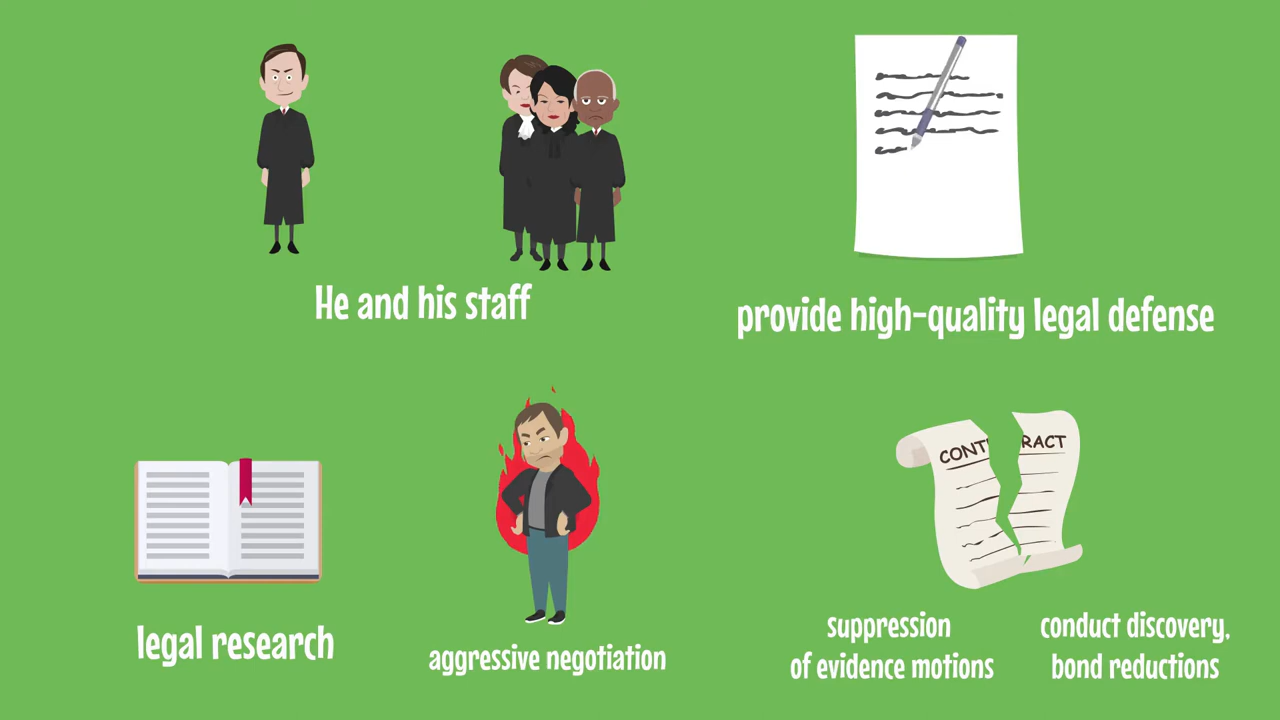 He and his staff
provide high-quality legal defense
CONT RACT
legal research
aggressive negotiation
suppression
of evidence motions
conduct discovery,
bond reductions